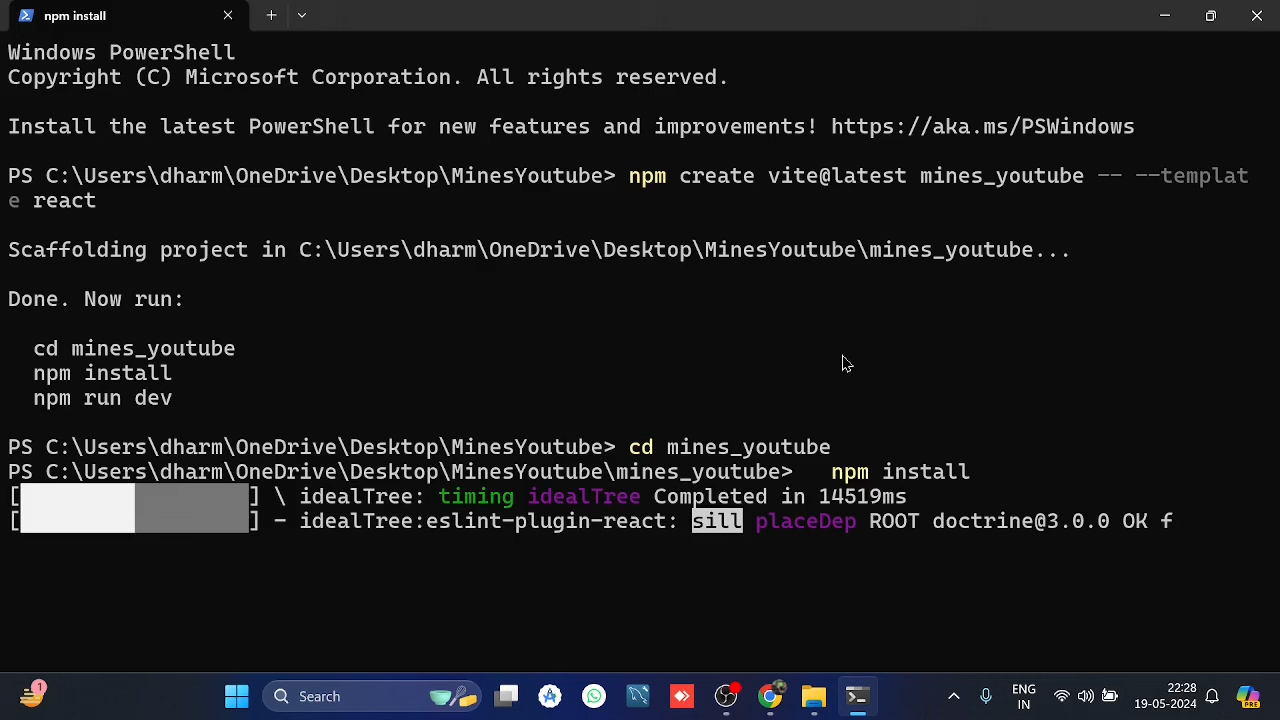 npm install
Windows PowerShell
Copyright (C) Microsoft Corporation. All rights reserved.
Install the latest PowerShell for new features and improvements! https://aka.ms/PSWindows
PS C:\Users\dharm\OneDrive\Desktop\MinesYoutube> npm create vite@latest mines_youtube -- --templat
e react
Scaffolding project in C:\Users\dharm\OneDrive\Desktop\MinesYoutube\mines_youtube...
Done. Now run:
cd mines_youtube
npm install
npm run dev
PS C:\Users\dharm\OneDrive\Desktop\MinesYoutube> cd mines_youtube
PS C:\Users\dharm\OneDrive\Desktop\MinesYoutube\mines_youtube>   npm install
[ ] \ idealTree: timing idealTree Completed in 14519ms
[ ] - idealTree:eslint-plugin-react: sill placeDep ROOT doctrine@3.0.0 OK f
1
Search
ENG
IN
22:28
19-05-2024